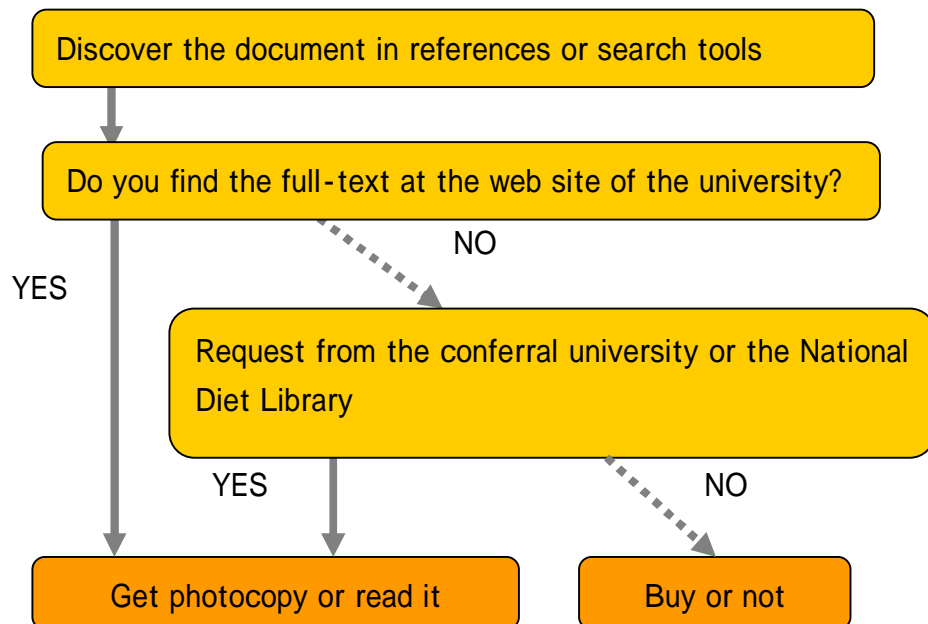 Discover the document in references or search tools
Do you find the full-text at the web site of the university?
NO
YES
Request from the conferral university or the National
Diet Library
YES
NO
Get photocopy or read it
Buy or not